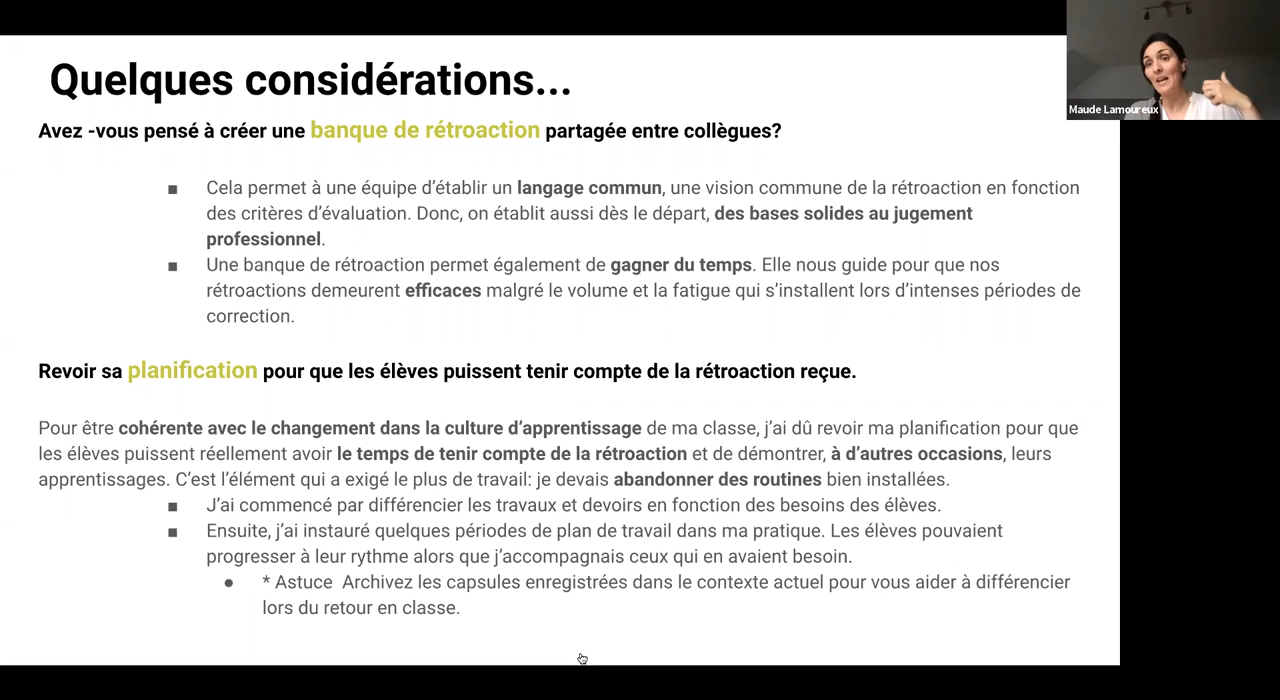 Quelques considérations...
Maude Lamoureux
Avez -vous pensé à créer une banque de rétroaction partagée entre collègues?
■ Cela permet à une équipe d’établir un langage commun, une vision commune de la rétroaction en fonction
des critères d’évaluation. Donc, on établit aussi dès le départ, des bases solides au jugement
professionnel.
■ Une banque de rétroaction permet également de gagner du temps. Elle nous guide pour que nos
rétroactions demeurent efficaces malgré le volume et la fatigue qui s’installent lors d’intenses périodes de
correction.
Revoir sa planification pour que les élèves puissent tenir compte de la rétroaction reçue.
Pour être cohérente avec le changement dans la culture d’apprentissage de ma classe, j’ai dû revoir ma planification pour que
les élèves puissent réellement avoir le temps de tenir compte de la rétroaction et de démontrer, à d’autres occasions, leurs
apprentissages. C’est l’élément qui a exigé le plus de travail: je devais abandonner des routines bien installées.
■ J’ai commencé par différencier les travaux et devoirs en fonction des besoins des élèves.
■ Ensuite, j’ai instauré quelques périodes de plan de travail dans ma pratique. Les élèves pouvaient
progresser à leur rythme alors que j’accompagnais ceux qui en avaient besoin.
● * Astuce  Archivez les capsules enregistrées dans le contexte actuel pour vous aider à différencier
lors du retour en classe.